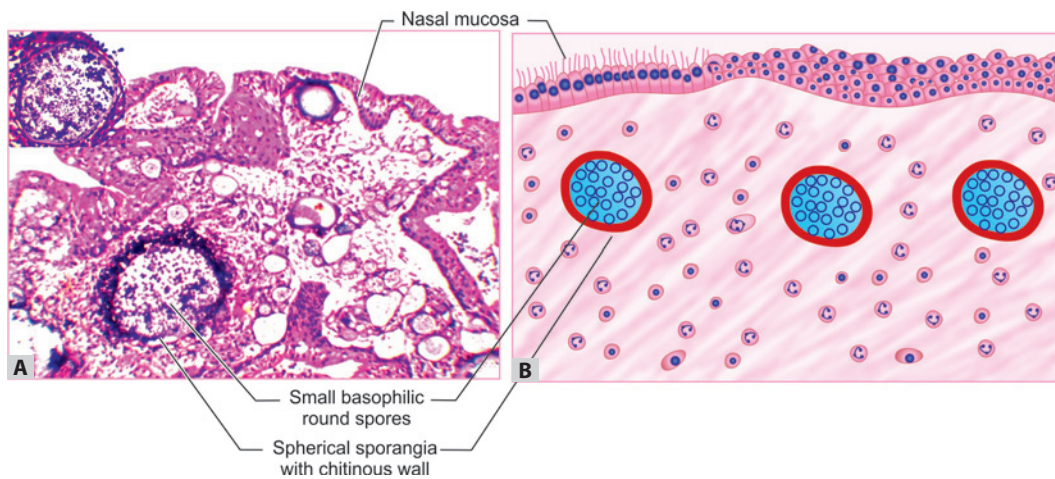 Nasal mucosa
A
B
Small basophilic
round spores
Spherical sporangia
with chitinous wall